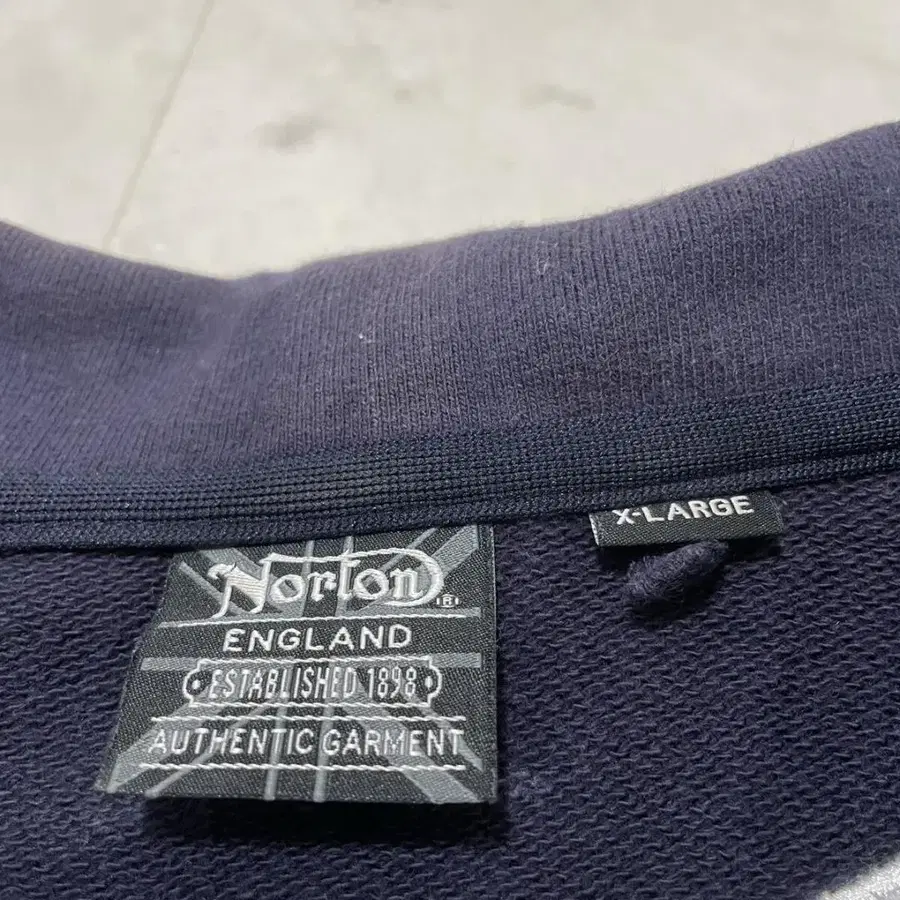 Norton
®
ENGLAND
ESTABLISHED 1898
AUTHENTIC GARMENT
X-LARGE